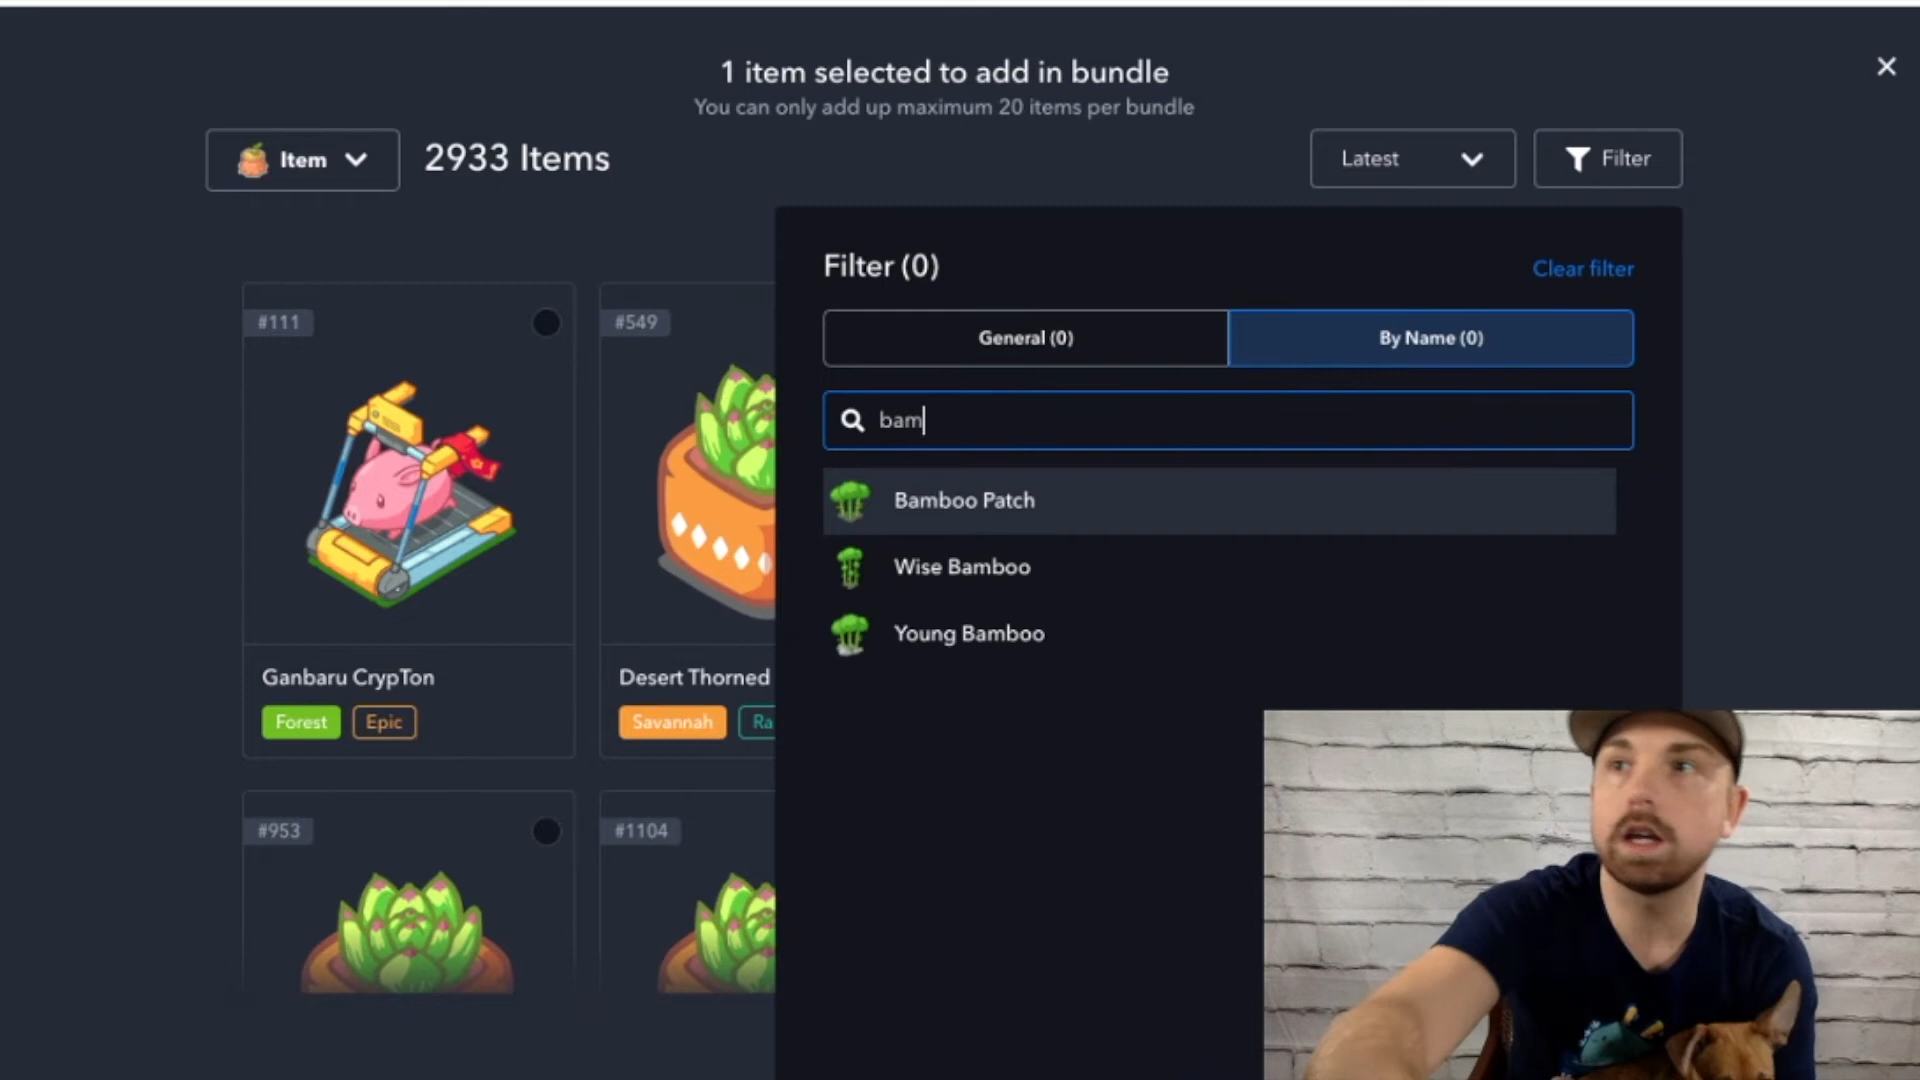 1 item selected to add in bundle
You can only add up maximum 20 items per bundle
Item
2933 Items
Latest
Filter
Filter (0)
Clear filter
General (0)
By Name (0)
bam
Bamboo Patch
Wise Bamboo
Young Bamboo
#111
Ganbaru CrypTon
Forest
Epic
#549
Desert Thorned
Savannah
Ra
#953
#1104